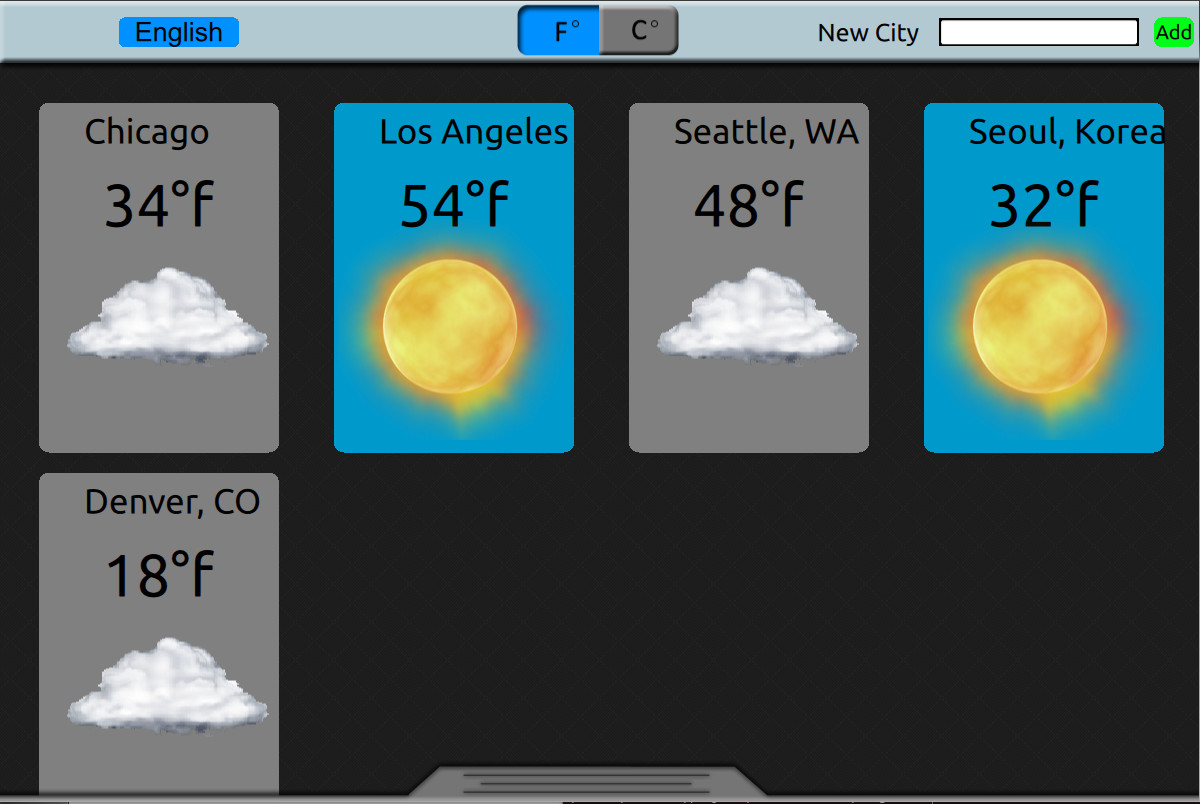 English
F°
C°
New City
Add
Chicago
34°f
Los Angeles
54°f
Seattle, WA
48°f
Seoul, Korea
32°f
Denver, CO
18°f